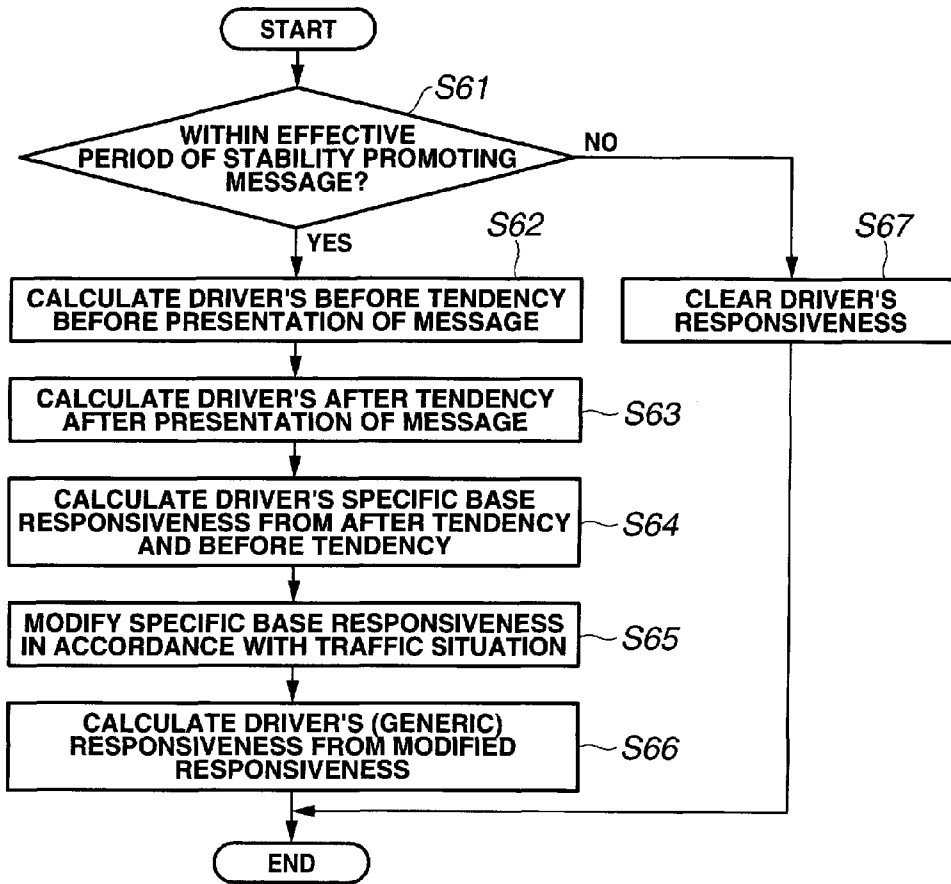 START
S61
WITHIN EFFECTIVE
PERIOD OF STABILITY PROMOTING
MESSAGE?
NO
YES
S62
CALCULATE DRIVER'S BEFORE TENDENCY
BEFORE PRESENTATION OF MESSAGE
S67
CLEAR DRIVER'S
RESPONSIVENESS
CALCULATE DRIVER'S AFTER TENDENCY
AFTER PRESENTATION OF MESSAGE
S63
CALCULATE DRIVER'S SPECIFIC BASE
RESPONSIVENESS FROM AFTER TENDENCY
AND BEFORE TENDENCY
S64
MODIFY SPECIFIC BASE RESPONSIVENESS
IN ACCORDANCE WITH TRAFFIC SITUATION
S65
CALCULATE DRIVER'S (GENERIC)
RESPONSIVENESS FROM MODIFIED
RESPONSIVENESS
S66
END